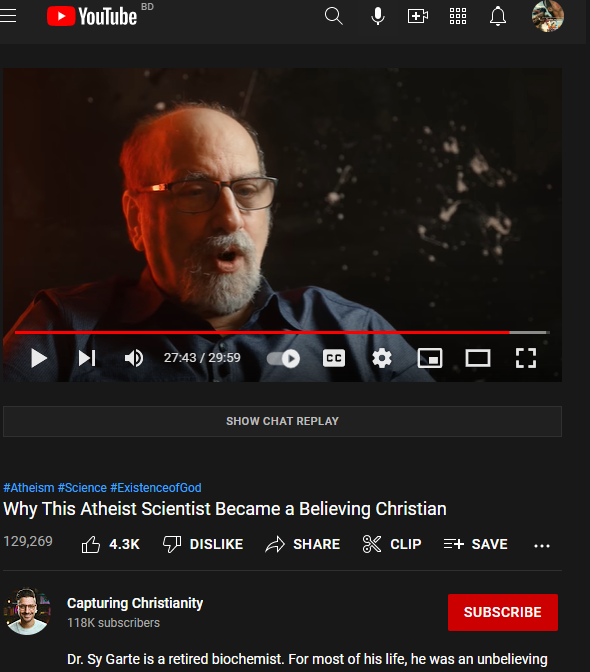 YouTube BD
27:43 / 29:59
CC
SHOW CHAT REPLAY
#Atheism #Science #ExistenceofGod
Why This Atheist Scientist Became a Believing Christian
129,269 4.3K DISLIKE SHARE CLIP SAVE ...
Capturing Christianity
118K subscribers
SUBSCRIBE
Dr. Sy Garte is a retired biochemist. For most of his life, he was an unbelieving